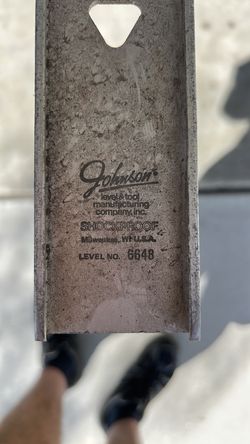 Johnson®
level & tool
manufacturing
company, inc.
SHOCKPROOF
Milwaukee, WI U.S.A.
LEVEL NO. 6648